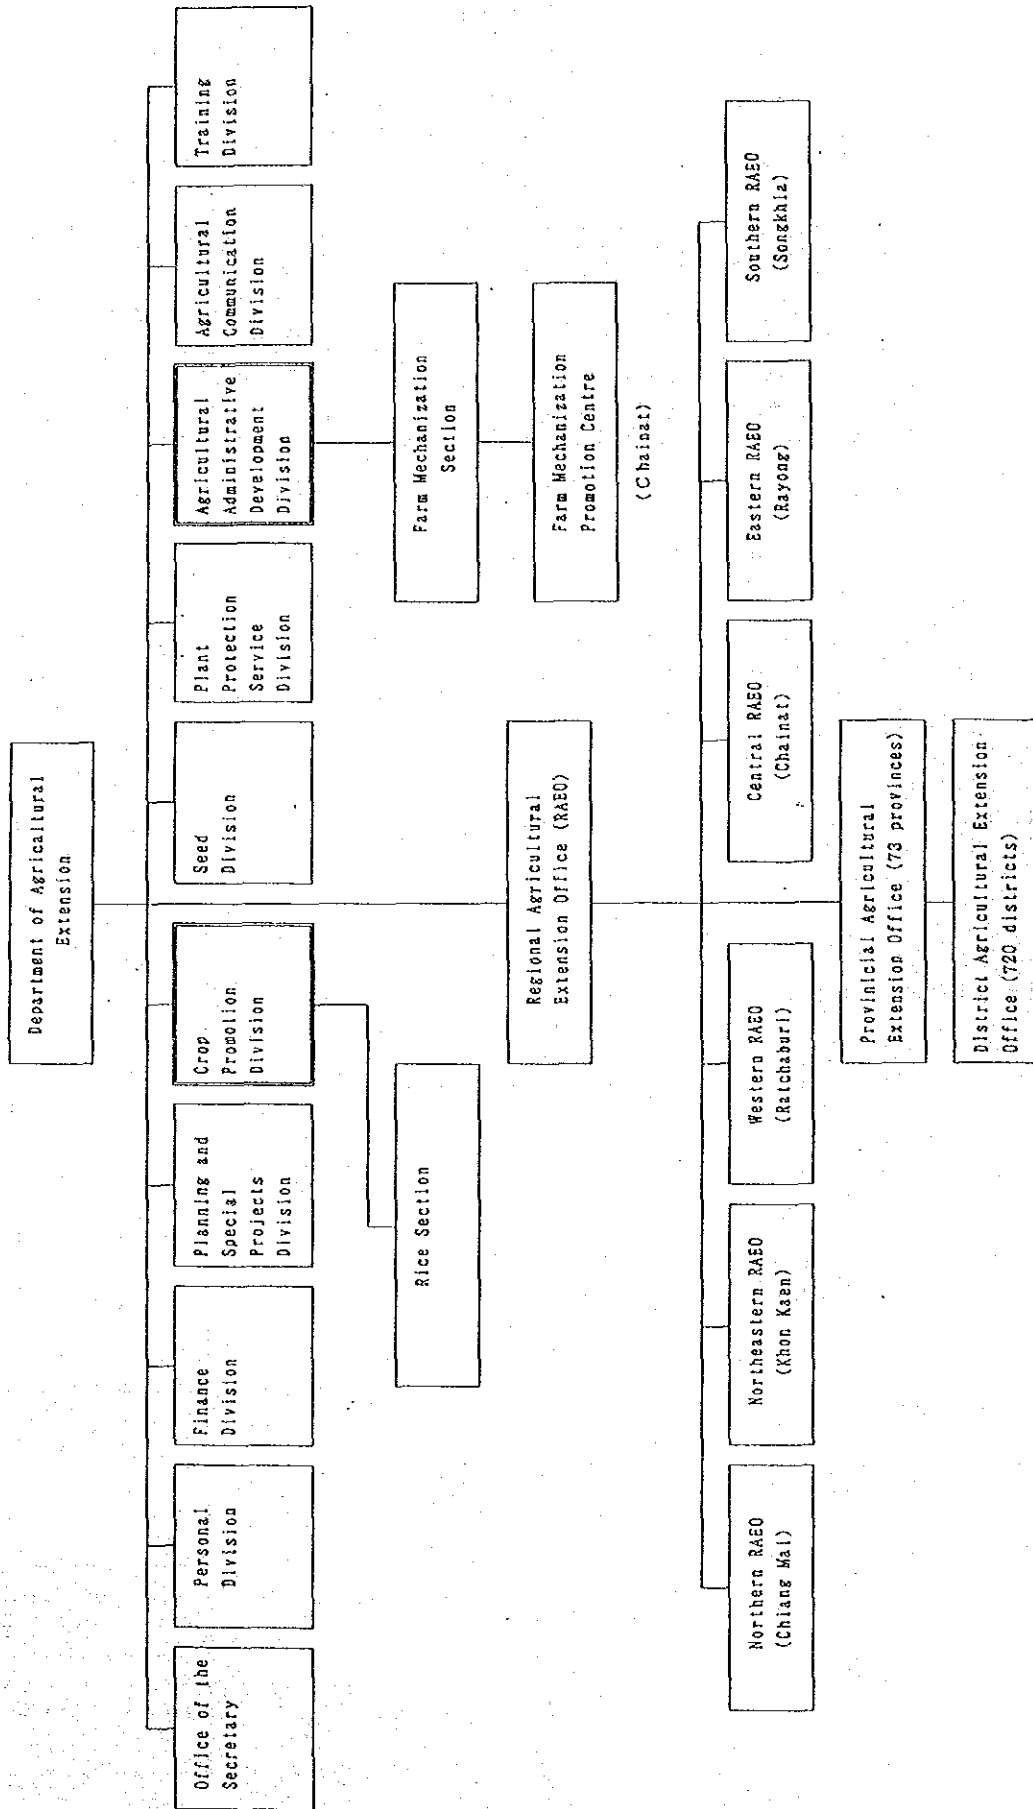 Department of Agricaltural
Extension
Office of the
Secretary
Personal
Division
Finance
Division
Planning and
Special
Projects
Division
Crop
Promotion
Division
Seed
Division
Plant
Protection
Service
Division
Agricultural
Administrative
Development
Division
Agricultural
Communication
Division
Training
Division
Rice Section
Farm Mechanization
Section
Farm Mechanization
Promotion Centre
(Chainat)
Regional Agricultural
Extension Office (RAEO)
Northern RAEO
(Chiang Mai)
Northeastern RAEO
(Khon Kaen)
Western RAEO
(Ratchaburi)
Central RAEO
(Chainat)
Eastern RAEO
(Rayong)
Southern RAEO
(Songkhla)
Provinicial Agricultural
Extension Office (73 provinces)
District Agricultural Extension
Office (720 districts)